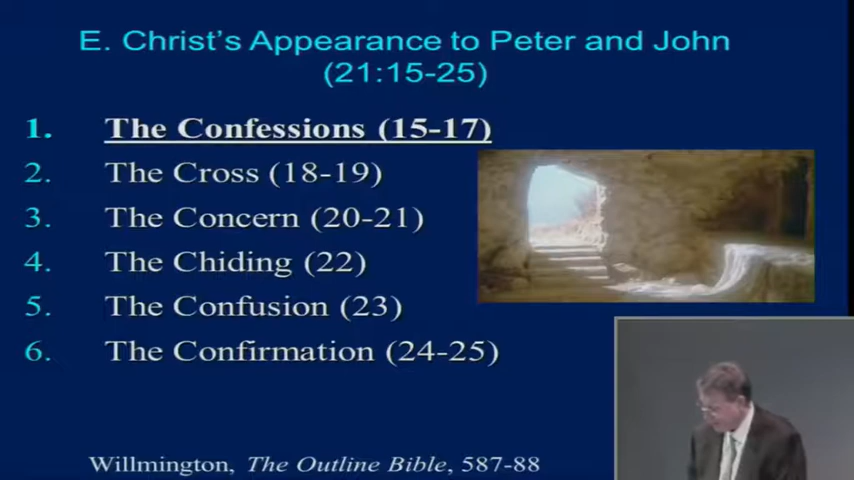 E. Christ's Appearance to Peter and John
(21:15-25)
1. The Confessions (15-17)
2. The Cross (18-19)
3. The Concern (20-21)
4. The Chiding (22)
5. The Confusion (23)
6. The Confirmation (24-25)
Willmington, The Outline Bible, 587-88